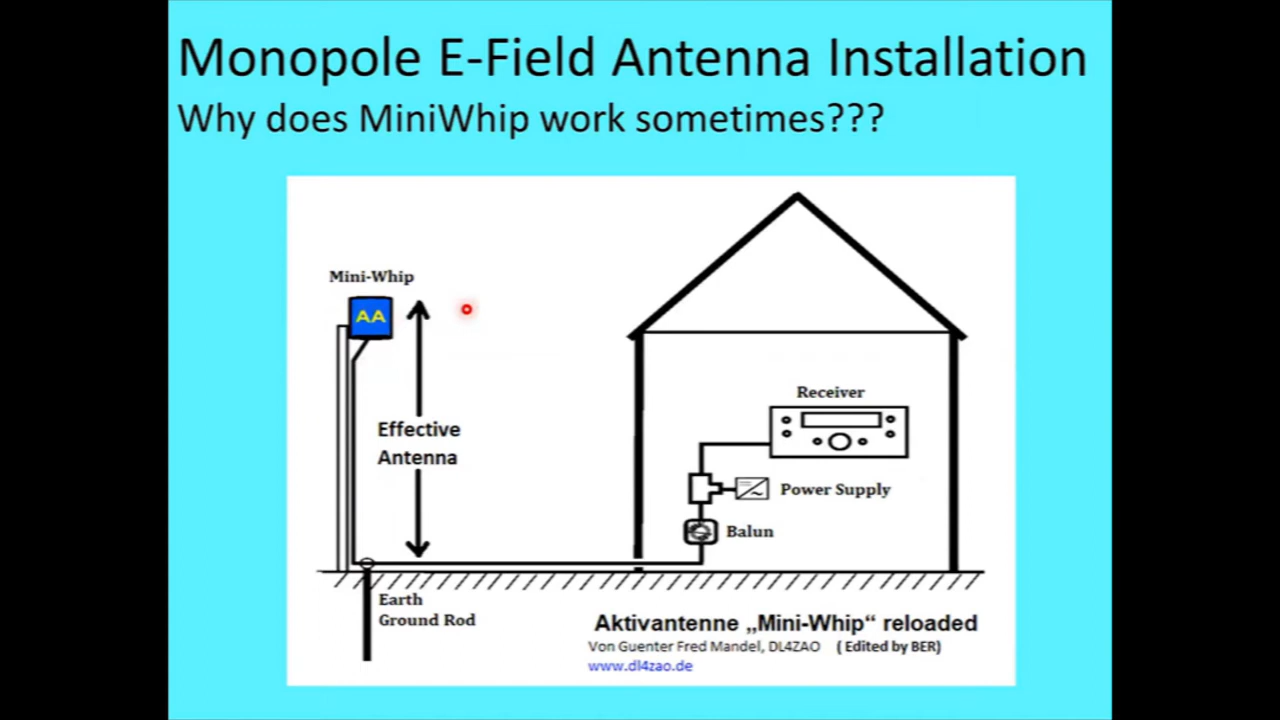 Monopole E-Field Antenna Installation
Why does MiniWhip work sometimes???
Mini-Whip
AA
Effective
Antenna
Receiver
Power Supply
Balun
Earth
Ground Rod
Aktivantenne „Mini-Whip“ reloaded
Von Guenter Fred Mandel, DL4ZAO ( Edited by BER)
www.dl4zao.de